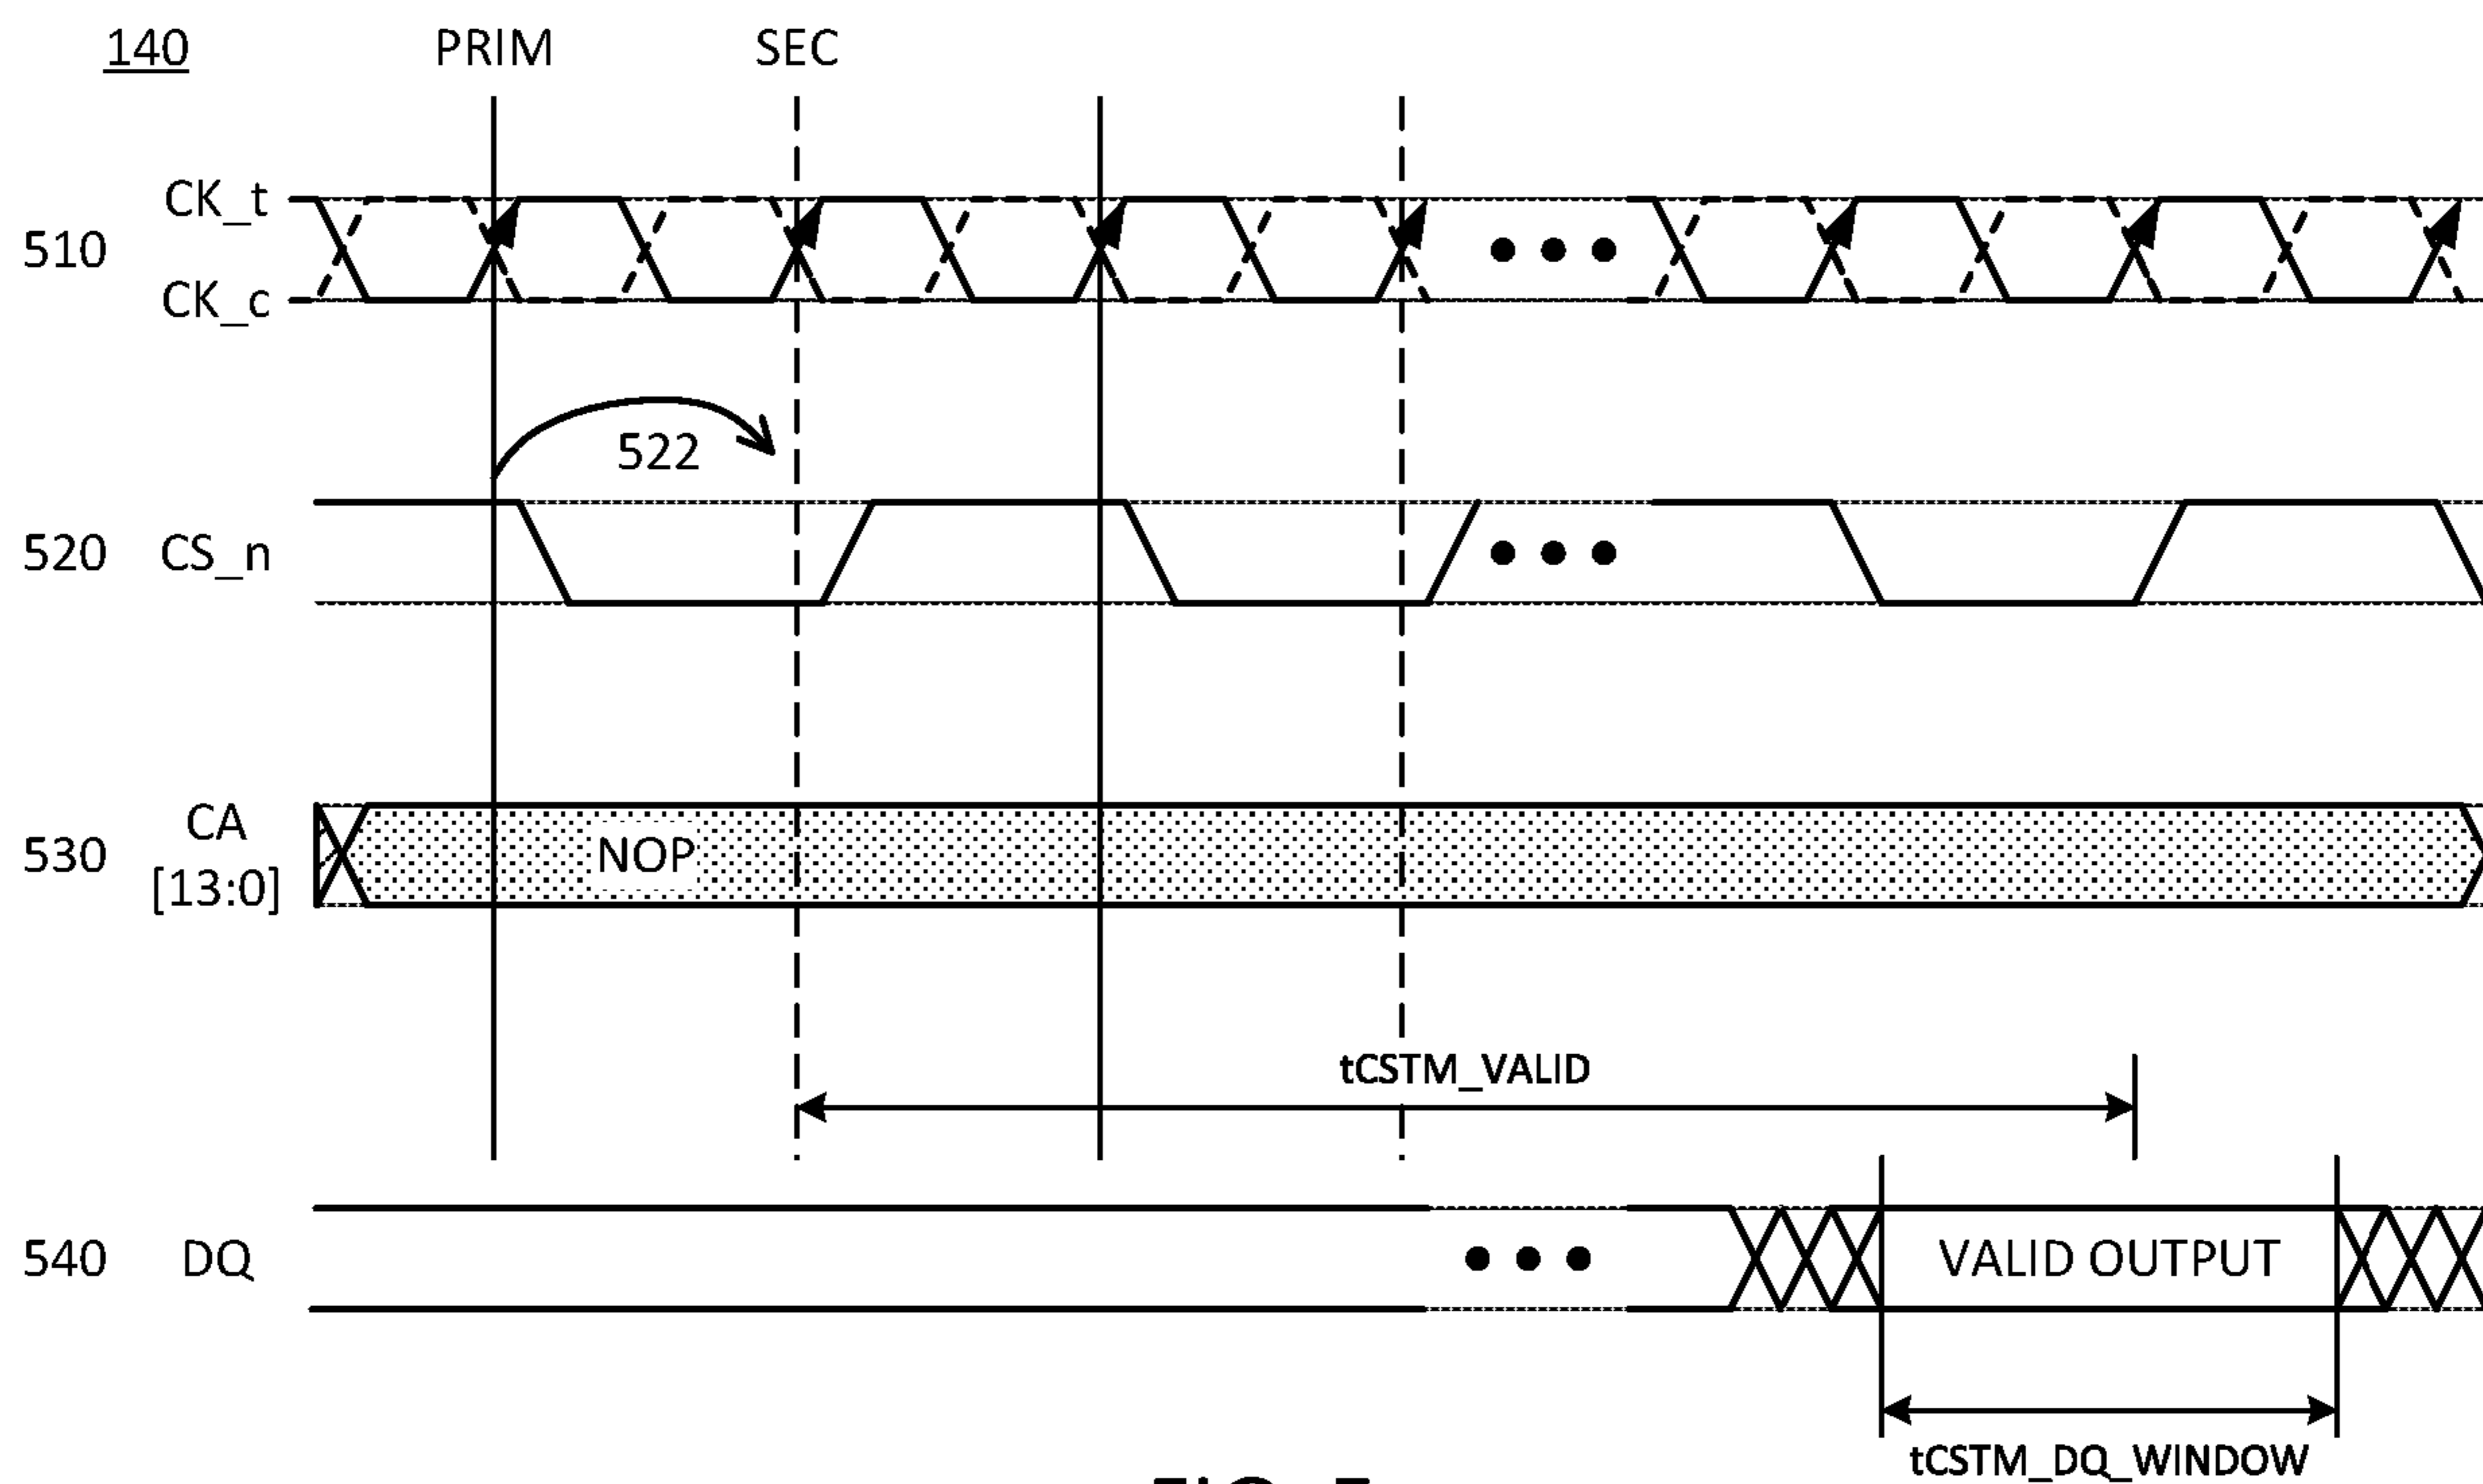 140 PRIM SEC
CK_t
510
CK_c
522
520 CS_n
530 CA [13:0] NOP
tCSTM_VALID
540 DQ VALID OUTPUT
tCSTM_DQ_WINDOW